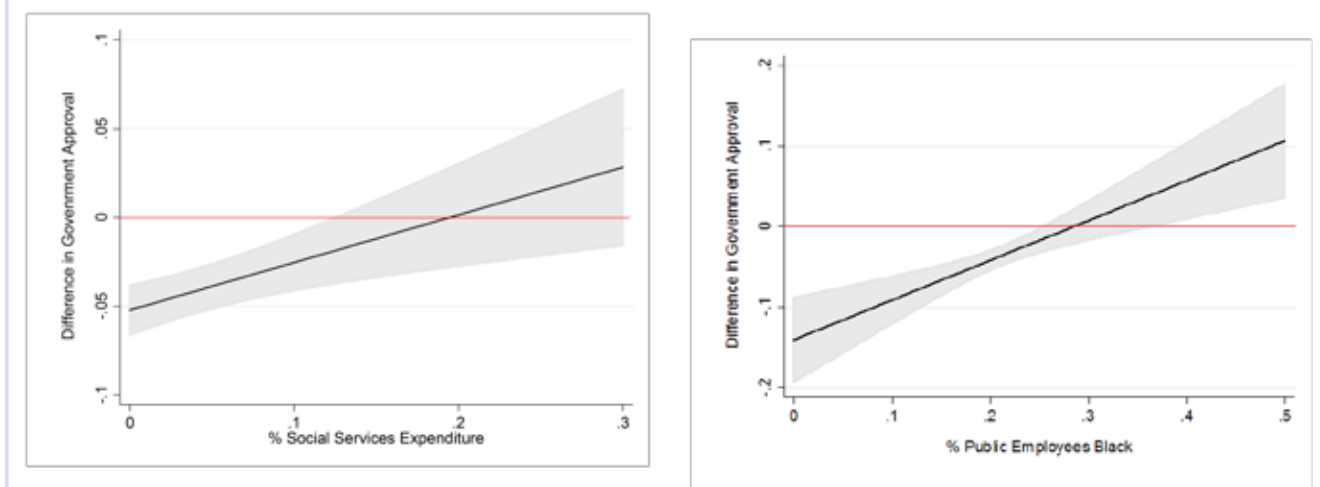 .1
.05
0
-.05
-.1
Difference in Government Approval
0 .1 .2 .3
% Social Services Expenditure
.2
.1
0
-.1
-.2
Difference in Government Approval
0 .1 .2 .3 .4 .5
% Public Employees Black